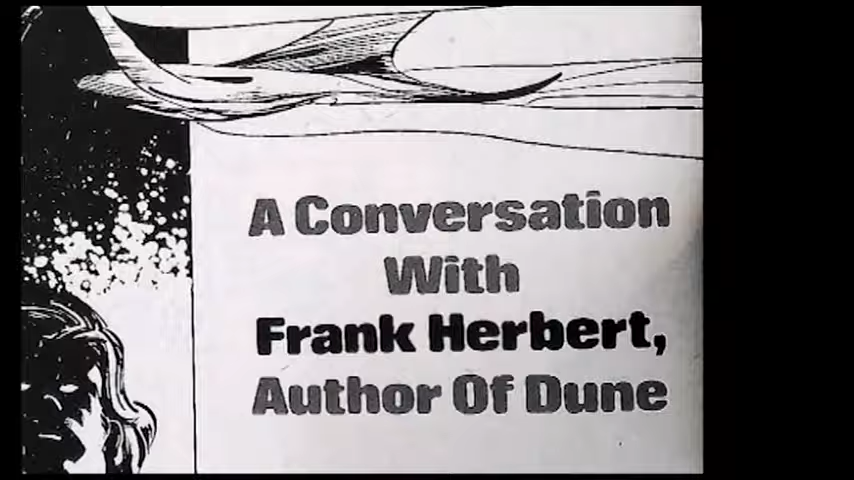 A Conversation
With
Frank Herbert,
Author Of Dune